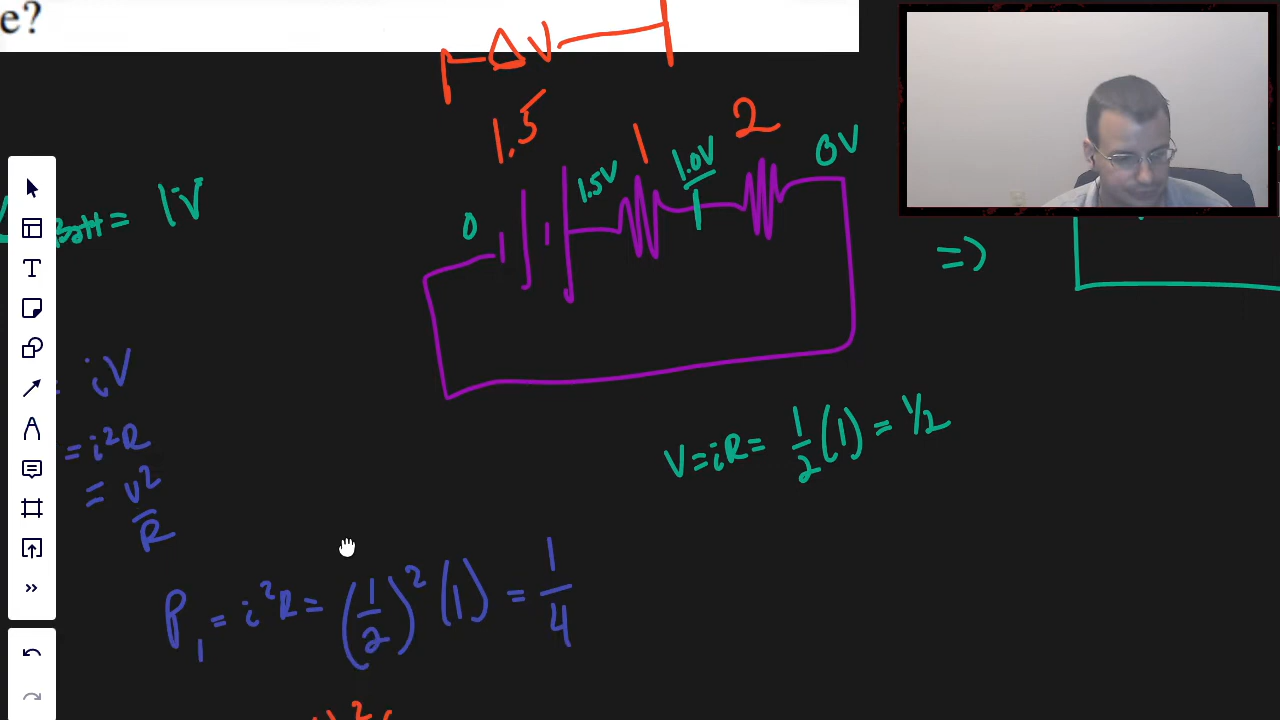 e?
ΔV
1.5
1
2
0
1.5V
1.0V
0V
Batt = 1V
=>
= iV
= i²R
= V²/R
V = iR = 1/2 (1) = 1/2
P₁ = i²R = (1/2)² (1) = 1/4